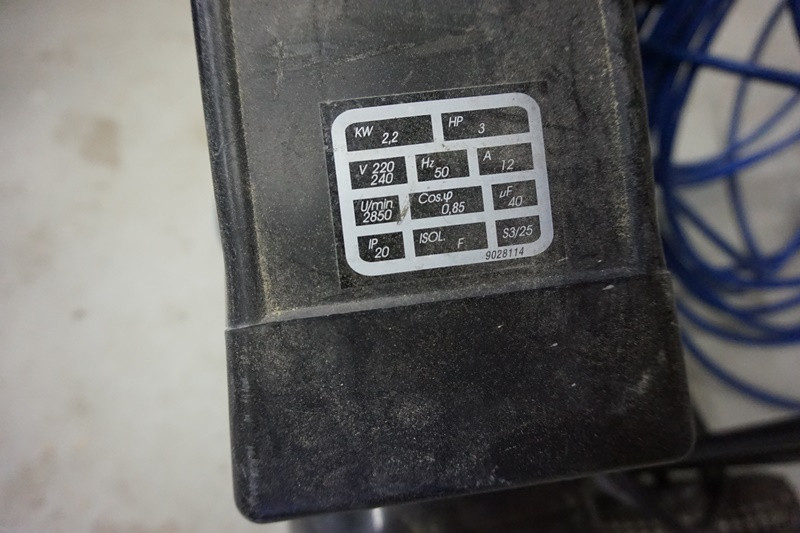 KW 2,2 HP 3
V 220 240 Hz 50 A 12
U/min. 2850 Cos.φ 0,85 μF 40
IP 20 ISOL. F S3/25
9028114